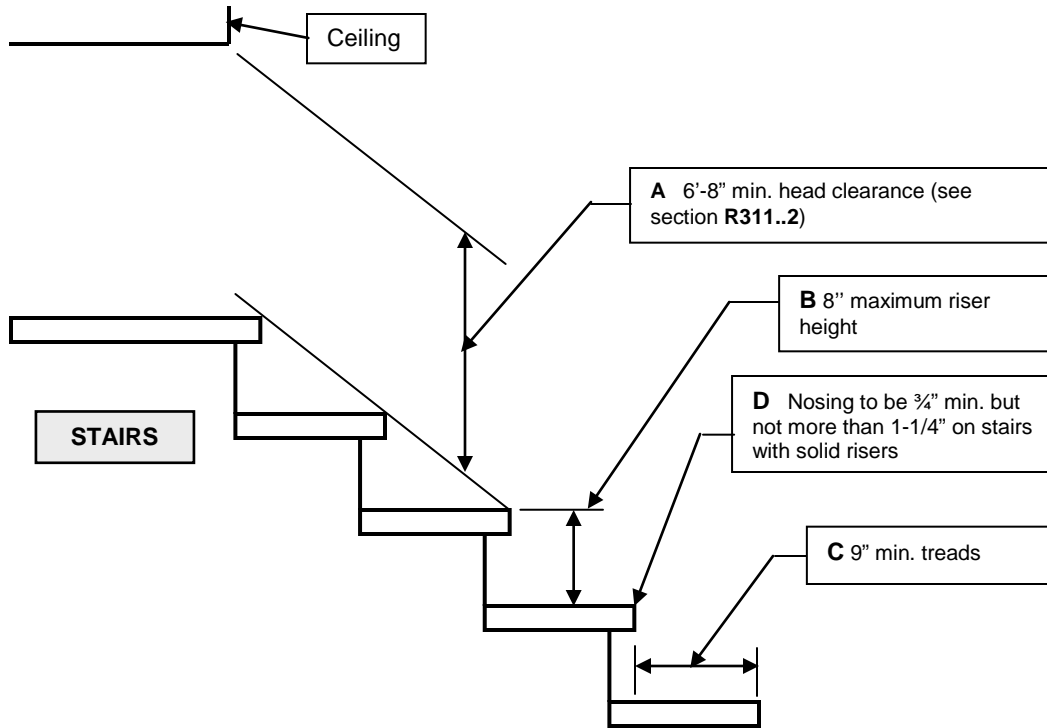 Ceiling
A 6’-8” min. head clearance (see
section R311..2)
B 8’’ maximum riser
height
D Nosing to be ¾” min. but
not more than 1-1/4” on stairs
with solid risers
STAIRS
C 9” min. treads